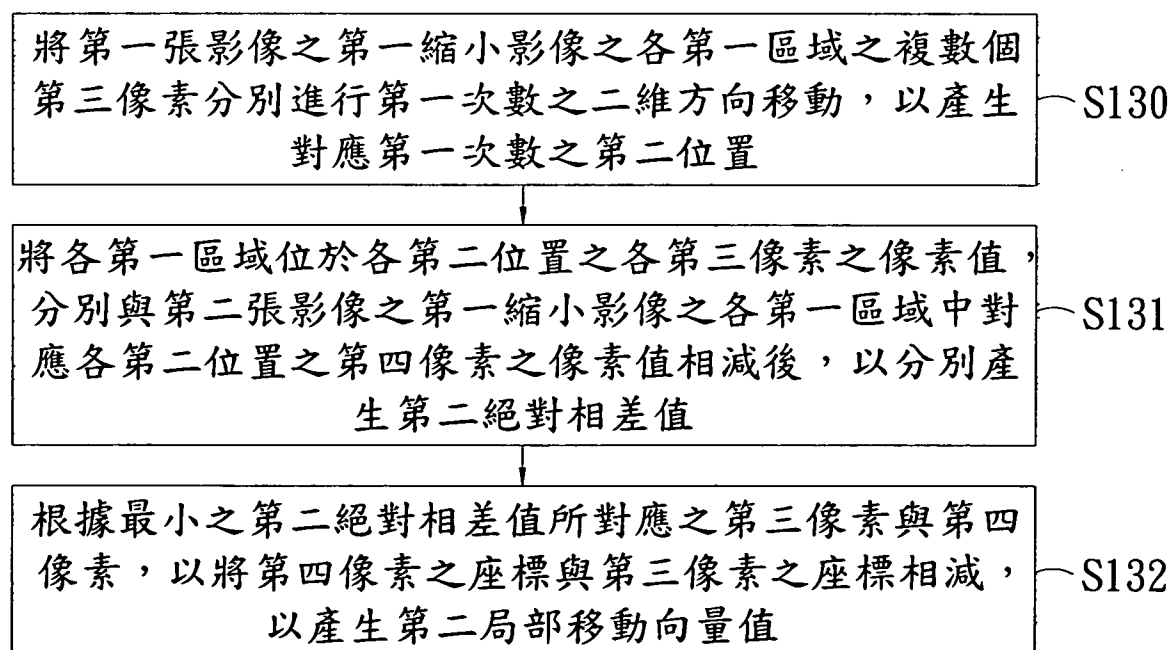 將第一張影像之第一縮小影像之各第一區域之複數個
第三像素分別進行第一次數之二維方向移動，以產生
對應第一次數之第二位置
S130
將各第一區域位於各第二位置之各第三像素之像素值，
分別與第二張影像之第一縮小影像之各第一區域中對
應各第二位置之第四像素之像素值相減後，以分別產
生第二絕對相差值
S131
根據最小之第二絕對相差值所對應之第三像素與第四
像素，以將第四像素之座標與第三像素之座標相減，
以產生第二局部移動向量值
S132